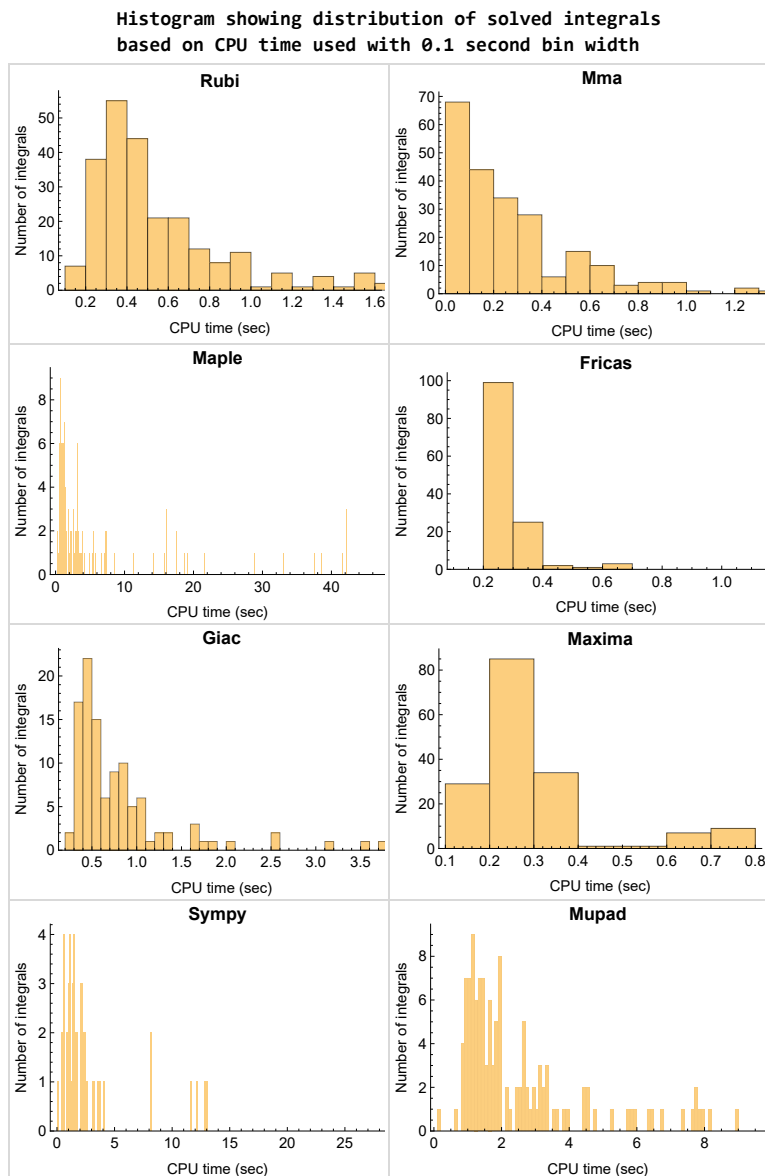 Histogram showing distribution of solved integrals
based on CPU time used with 0.1 second bin width
Rubi
Number of integrals
50
40
30
20
10
0
0.2 0.4 0.6 0.8 1.0 1.2 1.4 1.6
CPU time (sec)
Mma
Number of integrals
70
60
50
40
30
20
10
0
0.0 0.2 0.4 0.6 0.8 1.0 1.2
CPU time (sec)
Maple
Number of integrals
8
6
4
2
0
0 10 20 30 40
CPU time (sec)
Fricas
Number of integrals
100
80
60
40
20
0
0.2 0.4 0.6 0.8 1.0
CPU time (sec)
Giac
Number of integrals
20
15
10
5
0
0.5 1.0 1.5 2.0 2.5 3.0 3.5
CPU time (sec)
Maxima
Number of integrals
80
60
40
20
0
0.1 0.2 0.3 0.4 0.5 0.6 0.7 0.8
CPU time (sec)
Sympy
Number of integrals
4
3
2
1
0
0 5 10 15 20 25
CPU time (sec)
Mupad
Number of integrals
8
6
4
2
0
0 2 4 6 8
CPU time (sec)